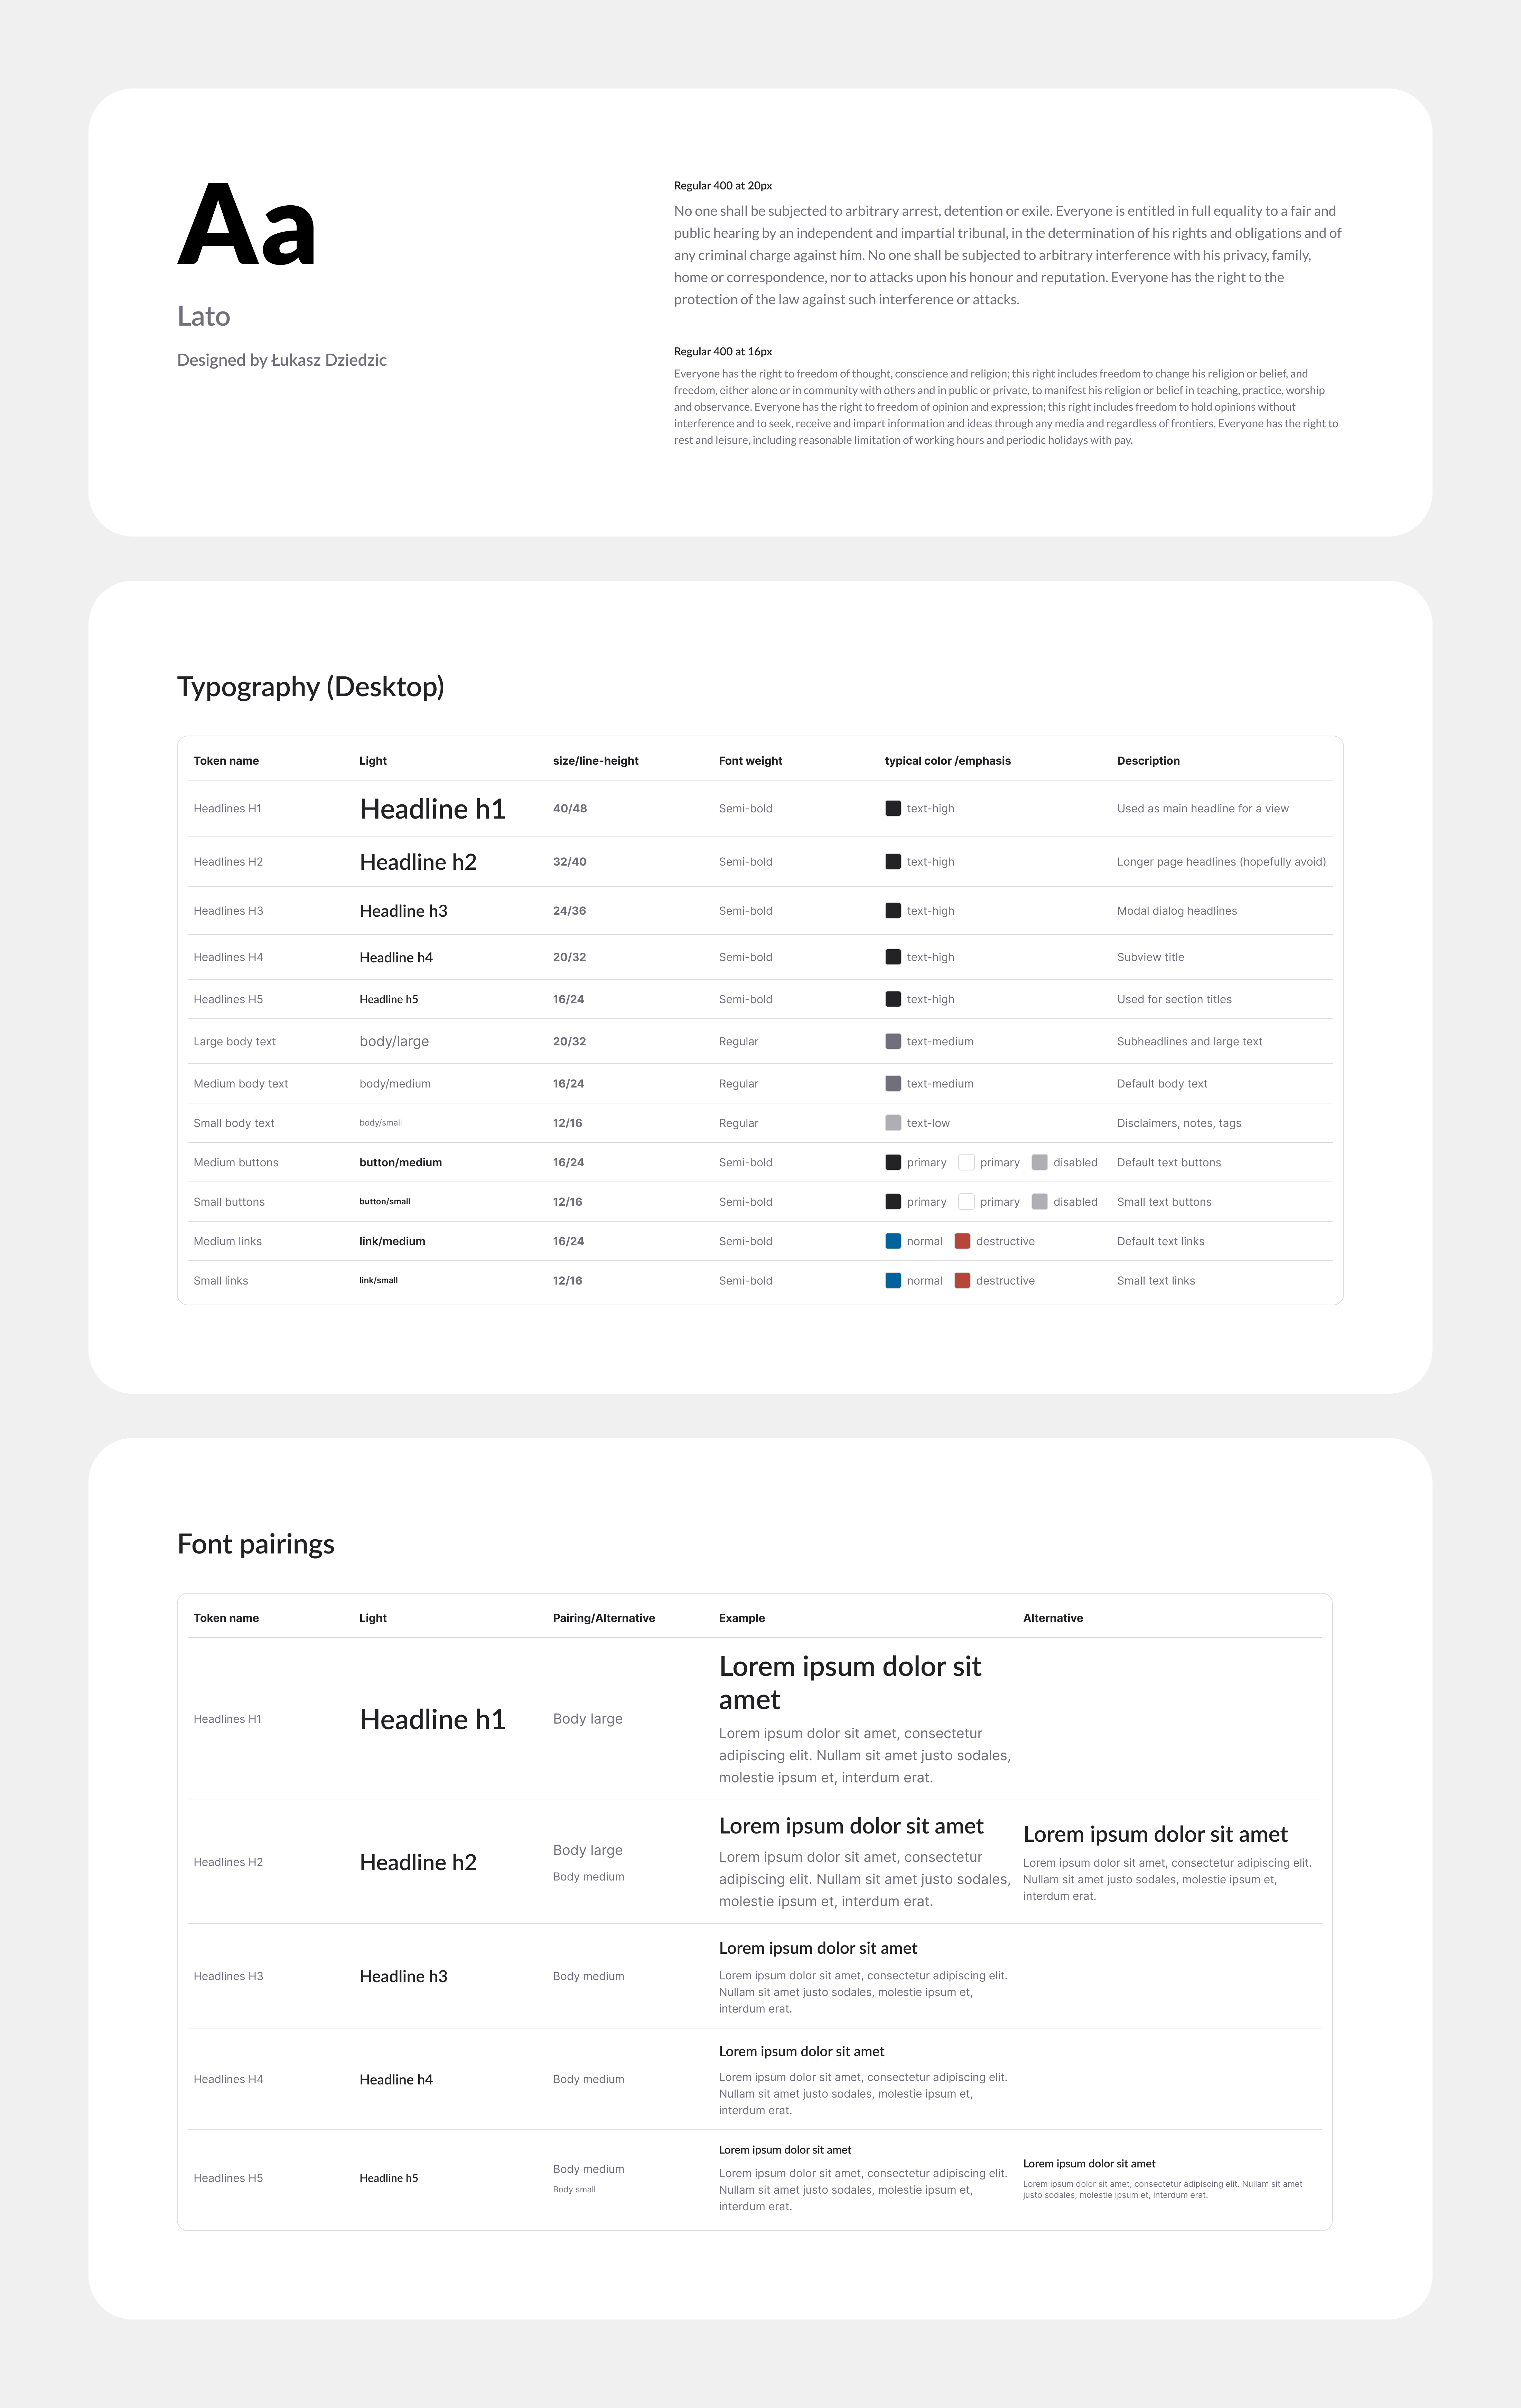 Aa
Lato
Designed by Łukasz Dziedzic
Regular 400 at 20px
No one shall be subjected to arbitrary arrest, detention or exile. Everyone is entitled in full equality to a fair and
public hearing by an independent and impartial tribunal, in the determination of his rights and obligations and of
any criminal charge against him. No one shall be subjected to arbitrary interference with his privacy, family,
home or correspondence, nor to attacks upon his honour and reputation. Everyone has the right to the
protection of the law against such interference or attacks.
Regular 400 at 16px
Everyone has the right to freedom of thought, conscience and religion; this right includes freedom to change his religion or belief, and
freedom, either alone or in community with others and in public or private, to manifest his religion or belief in teaching, practice, worship
and observance. Everyone has the right to freedom of opinion and expression; this right includes freedom to hold opinions without
interference and to seek, receive and impart information and ideas through any media and regardless of frontiers. Everyone has the right to
rest and leisure, including reasonable limitation of working hours and periodic holidays with pay.
Typography (Desktop)
Token name Light size/line-height Font weight typical color /emphasis Description
Headlines H1 Headline h1 40/48 Semi-bold text-high Used as main headline for a view
Headlines H2 Headline h2 32/40 Semi-bold text-high Longer page headlines (hopefully avoid)
Headlines H3 Headline h3 24/36 Semi-bold text-high Modal dialog headlines
Headlines H4 Headline h4 20/32 Semi-bold text-high Subview title
Headlines H5 Headline h5 16/24 Semi-bold text-high Used for section titles
Large body text body/large 20/32 Regular text-medium Subheadlines and large text
Medium body text body/medium 16/24 Regular text-medium Default body text
Small body text body/small 12/16 Regular text-low Disclaimers, notes, tags
Medium buttons button/medium 16/24 Semi-bold primary primary disabled Default text buttons
Small buttons button/small 12/16 Semi-bold primary primary disabled Small text buttons
Medium links link/medium 16/24 Semi-bold normal destructive Default text links
Small links link/small 12/16 Semi-bold normal destructive Small text links
Font pairings
Token name Light Pairing/Alternative Example Alternative
Headlines H1 Headline h1 Body large
Lorem ipsum dolor sit
amet
Lorem ipsum dolor sit amet, consectetur
adipiscing elit. Nullam sit amet justo sodales,
molestie ipsum et, interdum erat.
Headlines H2 Headline h2
Body large
Body medium
Lorem ipsum dolor sit amet
Lorem ipsum dolor sit amet, consectetur
adipiscing elit. Nullam sit amet justo sodales,
molestie ipsum et, interdum erat.
Lorem ipsum dolor sit amet
Lorem ipsum dolor sit amet, consectetur adipiscing elit.
Nullam sit amet justo sodales, molestie ipsum et,
interdum erat.
Headlines H3 Headline h3 Body medium
Lorem ipsum dolor sit amet
Lorem ipsum dolor sit amet, consectetur adipiscing elit.
Nullam sit amet justo sodales, molestie ipsum et,
interdum erat.
Headlines H4 Headline h4 Body medium
Lorem ipsum dolor sit amet
Lorem ipsum dolor sit amet, consectetur adipiscing elit.
Nullam sit amet justo sodales, molestie ipsum et,
interdum erat.
Headlines H5 Headline h5
Body medium
Body small
Lorem ipsum dolor sit amet
Lorem ipsum dolor sit amet, consectetur adipiscing elit.
Nullam sit amet justo sodales, molestie ipsum et,
interdum erat.
Lorem ipsum dolor sit amet
Lorem ipsum dolor sit amet, consectetur adipiscing elit. Nullam sit amet
justo sodales, molestie ipsum et, interdum erat.